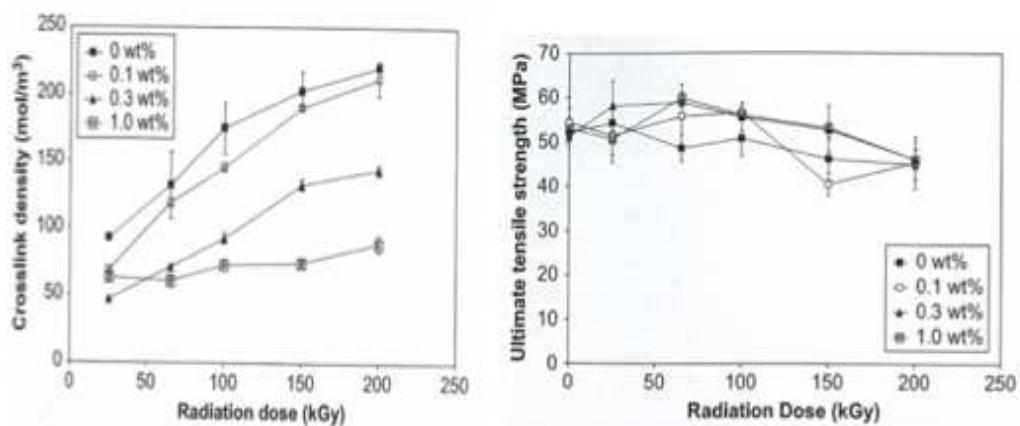 Crosslink density (mol/m³)
250
200
150
100
50
0
0 wt%
0.1 wt%
0.3 wt%
1.0 wt%
0 50 100 150 200 250
Radiation dose (kGy)
Ultimate tensile strength (MPa)
70
60
50
40
30
20
10
0
0 wt%
0.1 wt%
0.3 wt%
1.0 wt%
0 50 100 150 200 250
Radiation Dose (kGy)